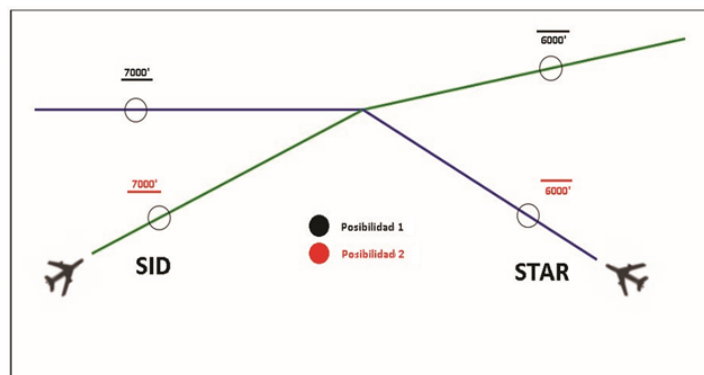 6000'
7000'
7000'
6000'
Posibilidad 1
Posibilidad 2
SID
STAR